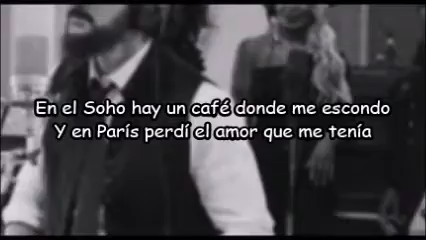 En el Soho hay un café donde me escondo
Y en París perdí el amor que me tenía